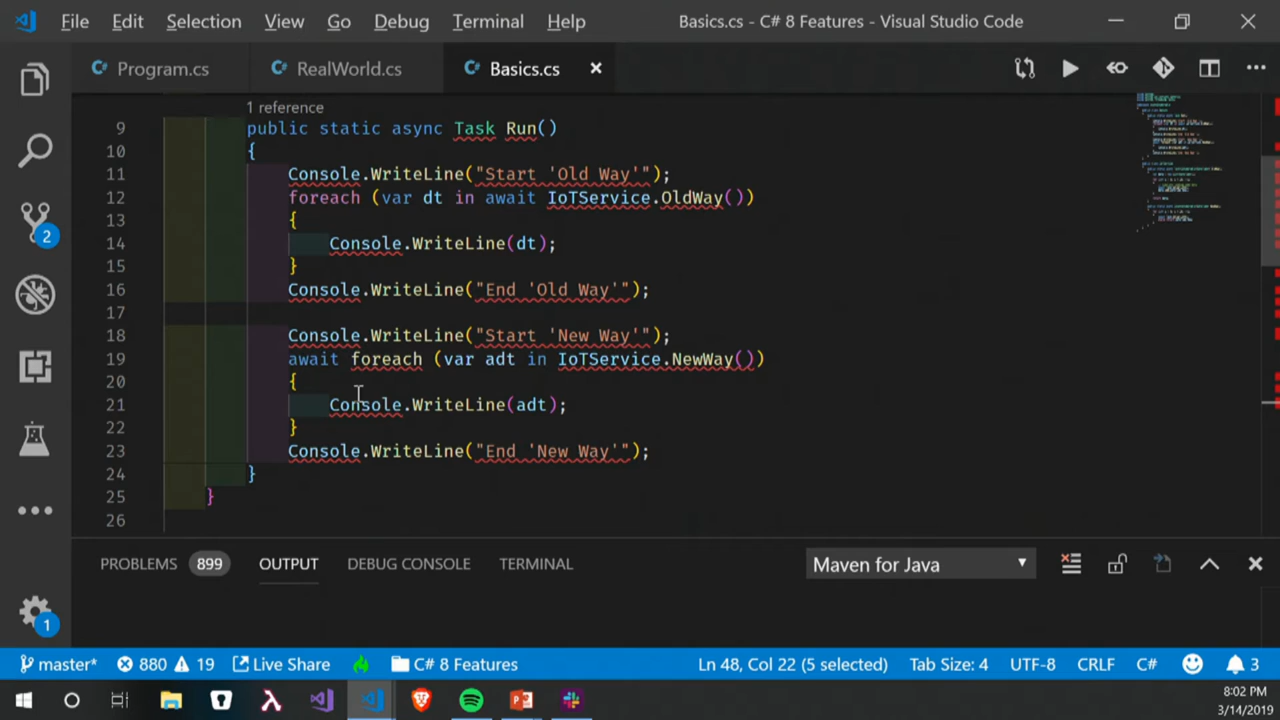 File Edit Selection View Go Debug Terminal Help Basics.cs - C# 8 Features - Visual Studio Code
C# Program.cs C# RealWorld.cs C# Basics.cs
1 reference
9 public static async Task Run()
10 {
11 Console.WriteLine("Start 'Old Way'");
12 foreach (var dt in await IoTService.OldWay())
13 {
14 Console.WriteLine(dt);
15 }
16 Console.WriteLine("End 'Old Way'");
17
18 Console.WriteLine("Start 'New Way'");
19 await foreach (var adt in IoTService.NewWay())
20 {
21 Console.WriteLine(adt);
22 }
23 Console.WriteLine("End 'New Way'");
24 }
25 }
26
2
PROBLEMS 899 OUTPUT DEBUG CONSOLE TERMINAL Maven for Java
1
master* 880 19 Live Share C# 8 Features Ln 48, Col 22 (5 selected) Tab Size: 4 UTF-8 CRLF C# 3
8:02 PM
3/14/2019